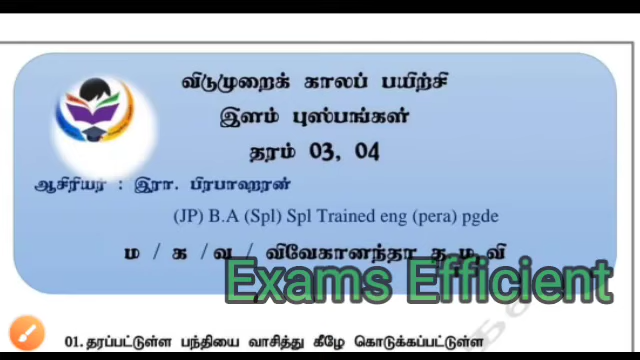 விடுமுறைக் காலப் பயிற்சி
இளம் புஸ்பங்கள்
தரம் 03, 04
ஆசிரியர் : இரா. பிரபாஹரன்
(JP) B.A (Spl) Spl Trained eng (pera) pgde
ம / க / வ / விவேகானந்தா த ம வி
Exams Efficient
01. தரப்பட்டுள்ள பந்தியை வாசித்து கீழே கொடுக்கப்பட்டுள்ள